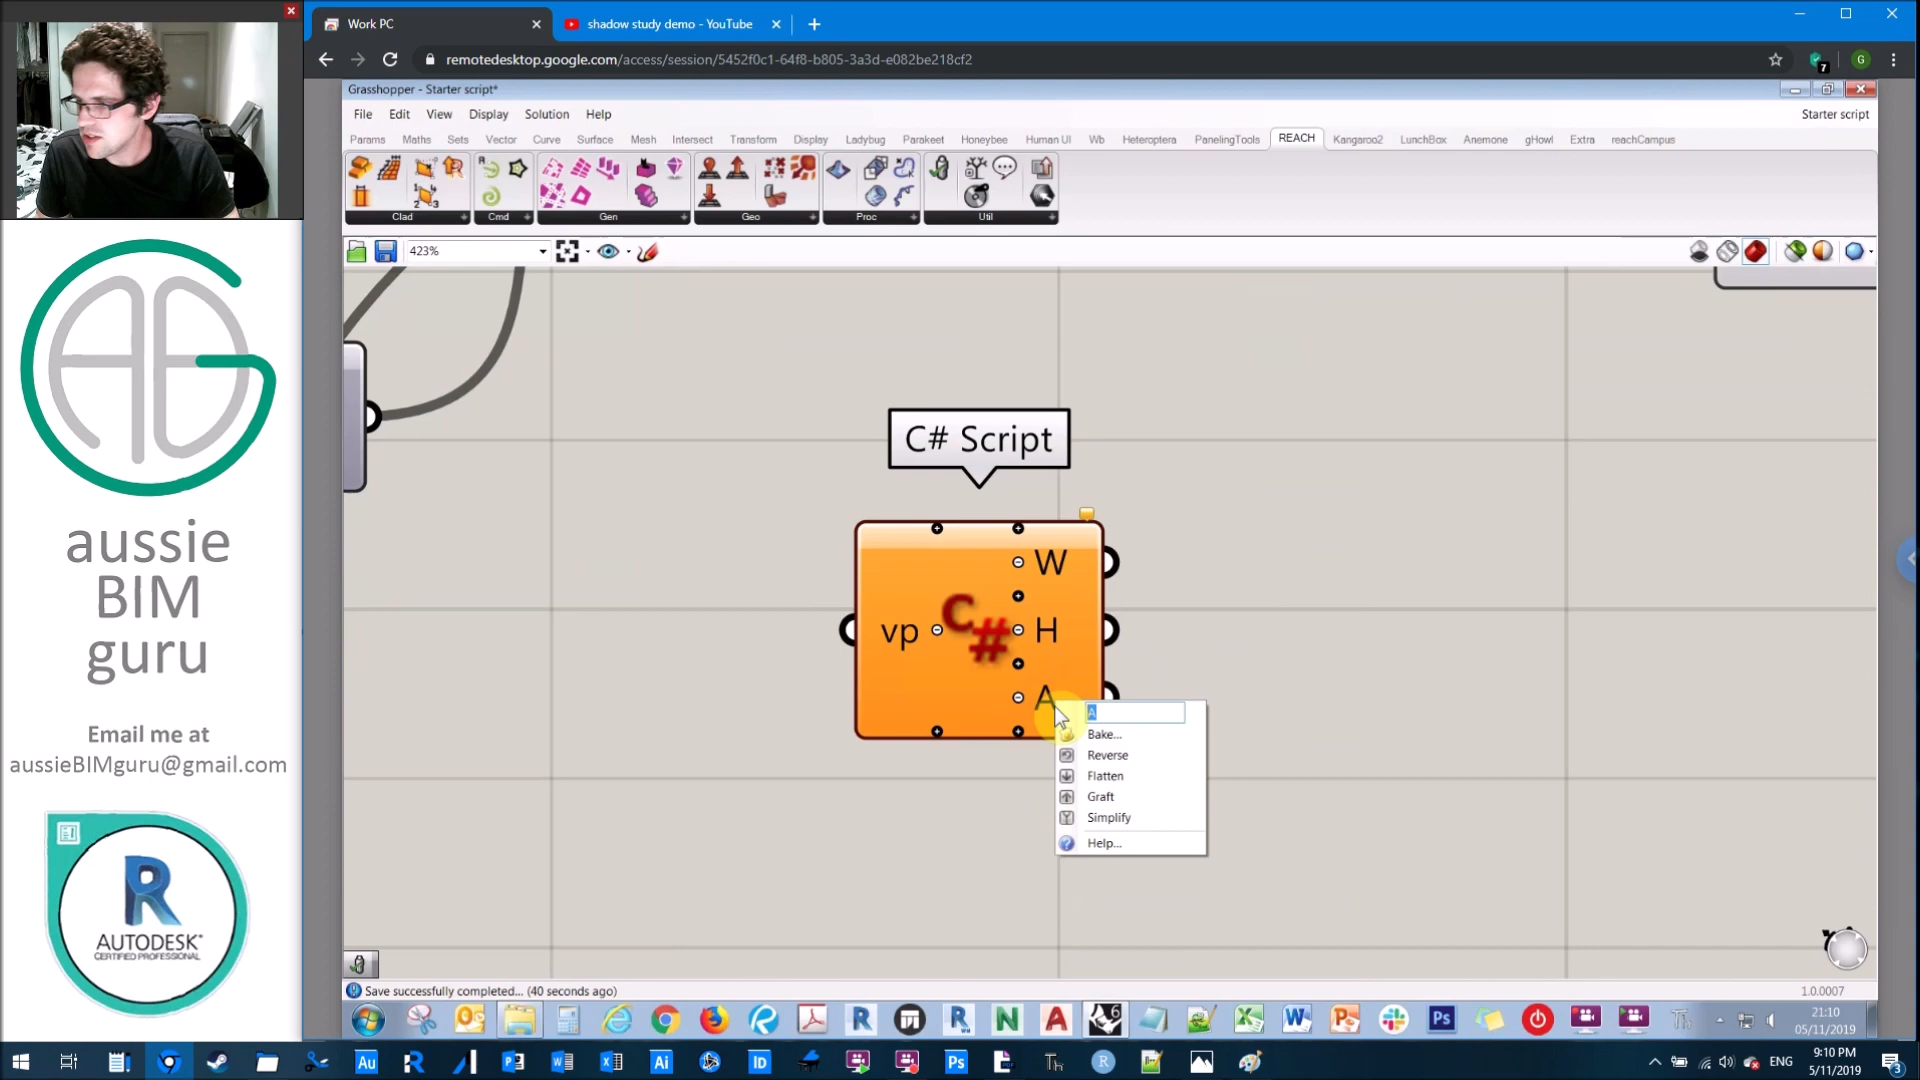 Work PC
shadow study demo - YouTube
remotedesktop.google.com/access/session/5452f0c1-64f8-b805-3a3d-e082be218cf2
G
7
Grasshopper - Starter script*
File Edit View Display Solution Help
Starter script
Params Maths Sets Vector Curve Surface Mesh Intersect Transform Display Ladybug Parakeet Honeybee Human UI Wb Heteroptera PanelingTools REACH Kangaroo2 LunchBox Anemone gHowl Extra reachCampus
Clad Cmd Gen Geo Proc Util
423%
C# Script
W
vp
C#
H
A
A
Bake...
Reverse
Flatten
Graft
Simplify
Help...
aussie
BIM
guru
Email me at
aussieBIMguru@gmail.com
R
AUTODESK
CERTIFIED PROFESSIONAL
Save successfully completed... (40 seconds ago)
1.0.0007
21:10
05/11/2019
ENG
9:10 PM
5/11/2019
3